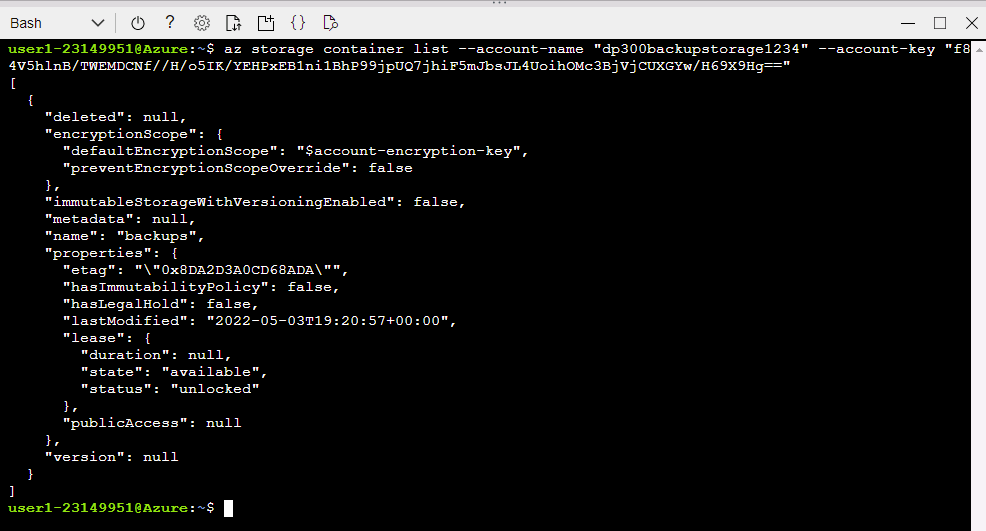 Bash
user1-23149951@Azure:~$ az storage container list --account-name "dp300backupstorage1234" --account-key "f8
4V5hlnB/TWEMDCNf//H/o5IK/YEHPxEB1ni1BhP99jpUQ7jhiF5mJbsJL4UoihOMc3BjVjCUXGYw/H69X9Hg=="
[
  {
    "deleted": null,
    "encryptionScope": {
      "defaultEncryptionScope": "$account-encryption-key",
      "preventEncryptionScopeOverride": false
    },
    "immutableStorageWithVersioningEnabled": false,
    "metadata": null,
    "name": "backups",
    "properties": {
      "etag": "\"0x8DA2D3A0CD68ADA\"",
      "hasImmutabilityPolicy": false,
      "hasLegalHold": false,
      "lastModified": "2022-05-03T19:20:57+00:00",
      "lease": {
        "duration": null,
        "state": "available",
        "status": "unlocked"
      },
      "publicAccess": null
    },
    "version": null
  }
]
user1-23149951@Azure:~$